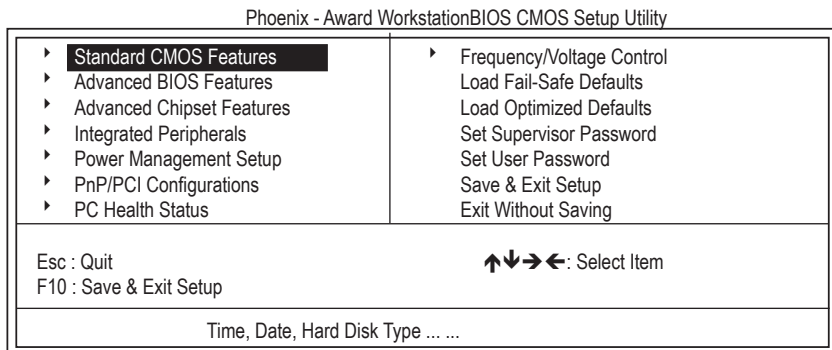 Phoenix - Award WorkstationBIOS CMOS Setup Utility
Standard CMOS Features
Advanced BIOS Features
Advanced Chipset Features
Integrated Peripherals
Power Management Setup
PnP/PCI Configurations
PC Health Status
Frequency/Voltage Control
Load Fail-Safe Defaults
Load Optimized Defaults
Set Supervisor Password
Set User Password
Save & Exit Setup
Exit Without Saving
Esc : Quit
F10 : Save & Exit Setup
↑↓→←: Select Item
Time, Date, Hard Disk Type ... ...